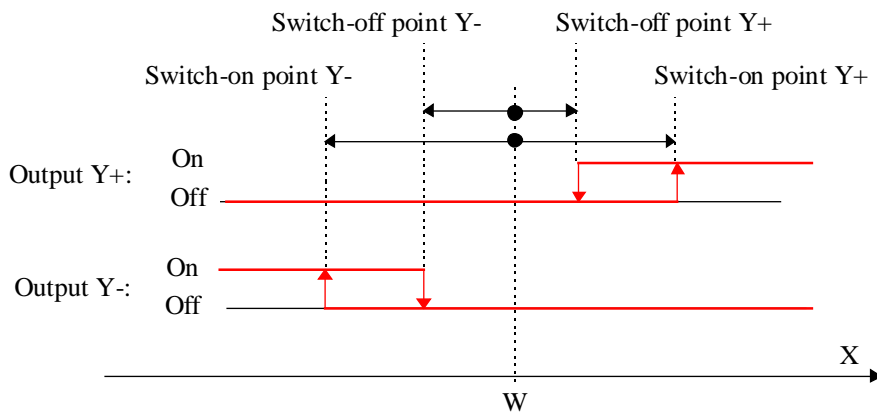 Switch-off point Y-
Switch-off point Y+
Switch-on point Y-
Switch-on point Y+
On
Output Y+:
Off
On
Output Y-:
Off
X
W